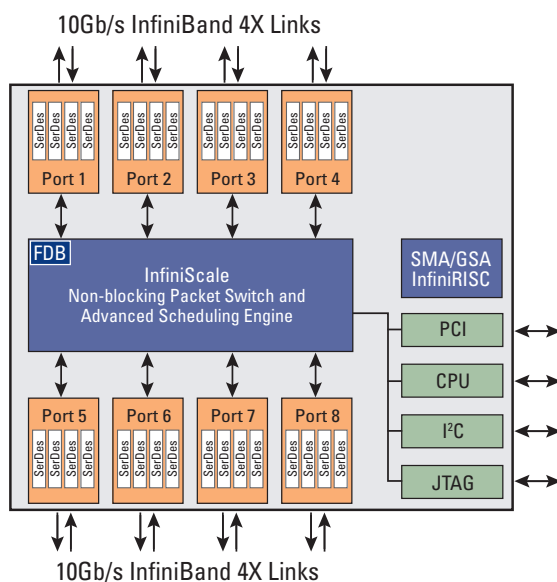 10Gb/s InfiniBand 4X Links
SerDes SerDes SerDes SerDes
Port 1
SerDes SerDes SerDes SerDes
Port 2
SerDes SerDes SerDes SerDes
Port 3
SerDes SerDes SerDes SerDes
Port 4
FDB
InfiniScale
Non-blocking Packet Switch and
Advanced Scheduling Engine
SMA/GSA
InfiniRISC
PCI
CPU
I²C
JTAG
Port 5
SerDes SerDes SerDes SerDes
Port 6
SerDes SerDes SerDes SerDes
Port 7
SerDes SerDes SerDes SerDes
Port 8
SerDes SerDes SerDes SerDes
10Gb/s InfiniBand 4X Links